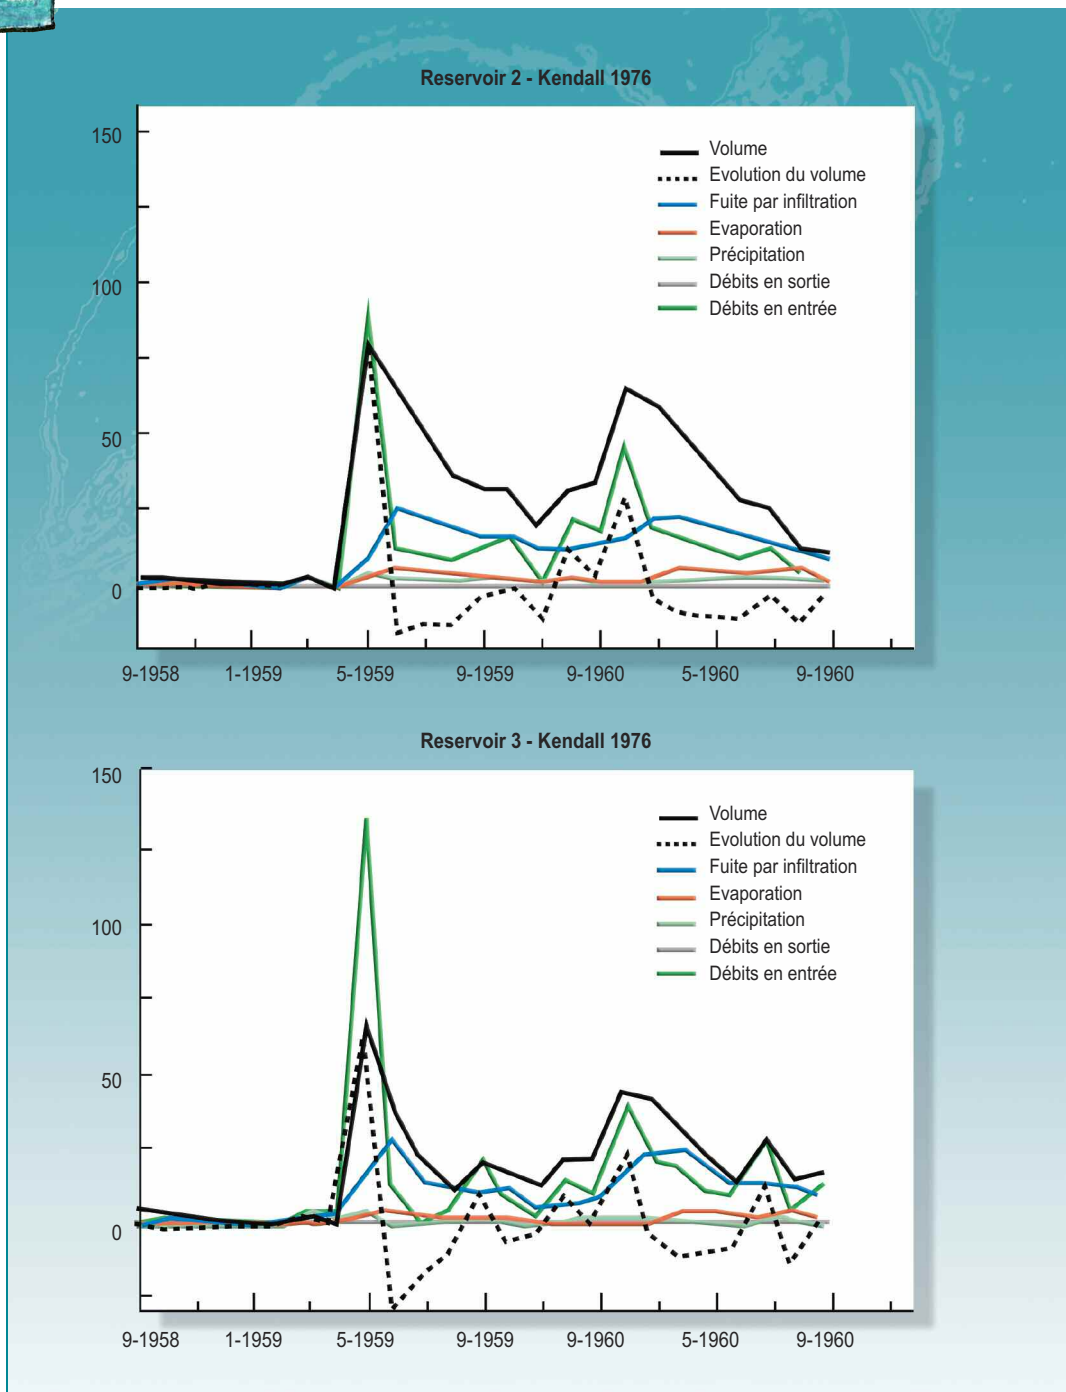 Reservoir 2 - Kendall 1976
150
100
50
0
Volume
Evolution du volume
Fuite par infiltration
Evaporation
Précipitation
Débits en sortie
Débits en entrée
9-1958 1-1959 5-1959 9-1959 9-1960 5-1960 9-1960
Reservoir 3 - Kendall 1976
150
100
50
0
Volume
Evolution du volume
Fuite par infiltration
Evaporation
Précipitation
Débits en sortie
Débits en entrée
9-1958 1-1959 5-1959 9-1959 9-1960 5-1960 9-1960